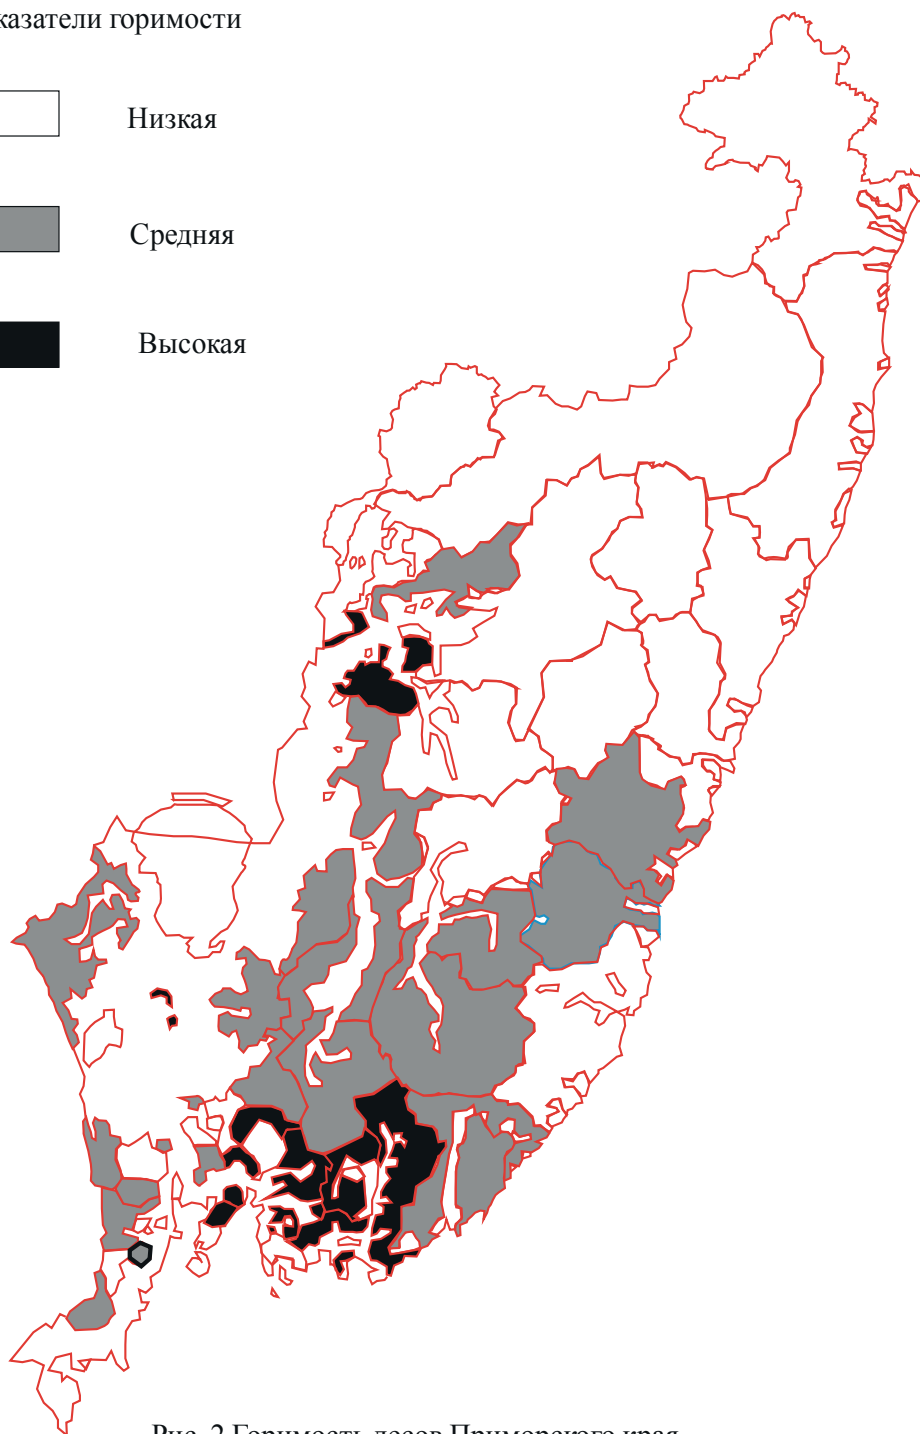 казатели горимости
Низкая
Средняя
Высокая
Рис. 2 Горимость лесов Приморского края